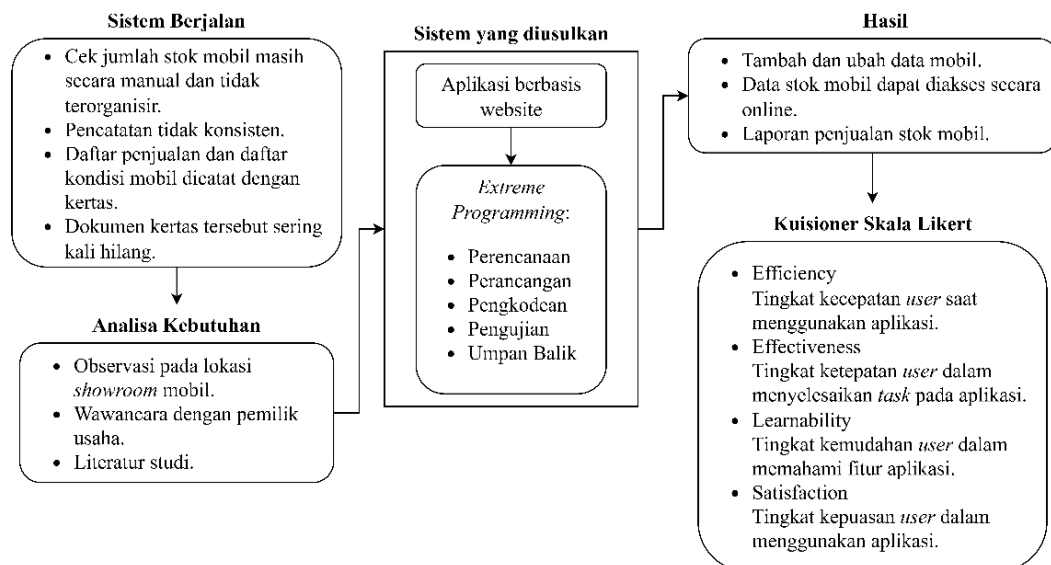 Sistem Berjalan
• Cek jumlah stok mobil masih
secara manual dan tidak
terorganisir.
• Pencatatan tidak konsisten.
• Daftar penjualan dan daftar
kondisi mobil dicatat dengan
kertas.
• Dokumen kertas tersebut sering
kali hilang.
Analisa Kebutuhan
• Observasi pada lokasi
showroom mobil.
• Wawancara dengan pemilik
usaha.
• Literatur studi.
Sistem yang diusulkan
Aplikasi berbasis
website
Extreme
Programming:
• Perencanaan
• Perancangan
• Pengkodean
• Pengujian
• Umpan Balik
Hasil
• Tambah dan ubah data mobil.
• Data stok mobil dapat diakses secara
online.
• Laporan penjualan stok mobil.
Kuisioner Skala Likert
• Efficiency
Tingkat kecepatan user saat
menggunakan aplikasi.
• Effectiveness
Tingkat ketepatan user dalam
menyelesaikan task pada aplikasi.
• Learnability
Tingkat kemudahan user dalam
memahami fitur aplikasi.
• Satisfaction
Tingkat kepuasan user dalam
menggunakan aplikasi.